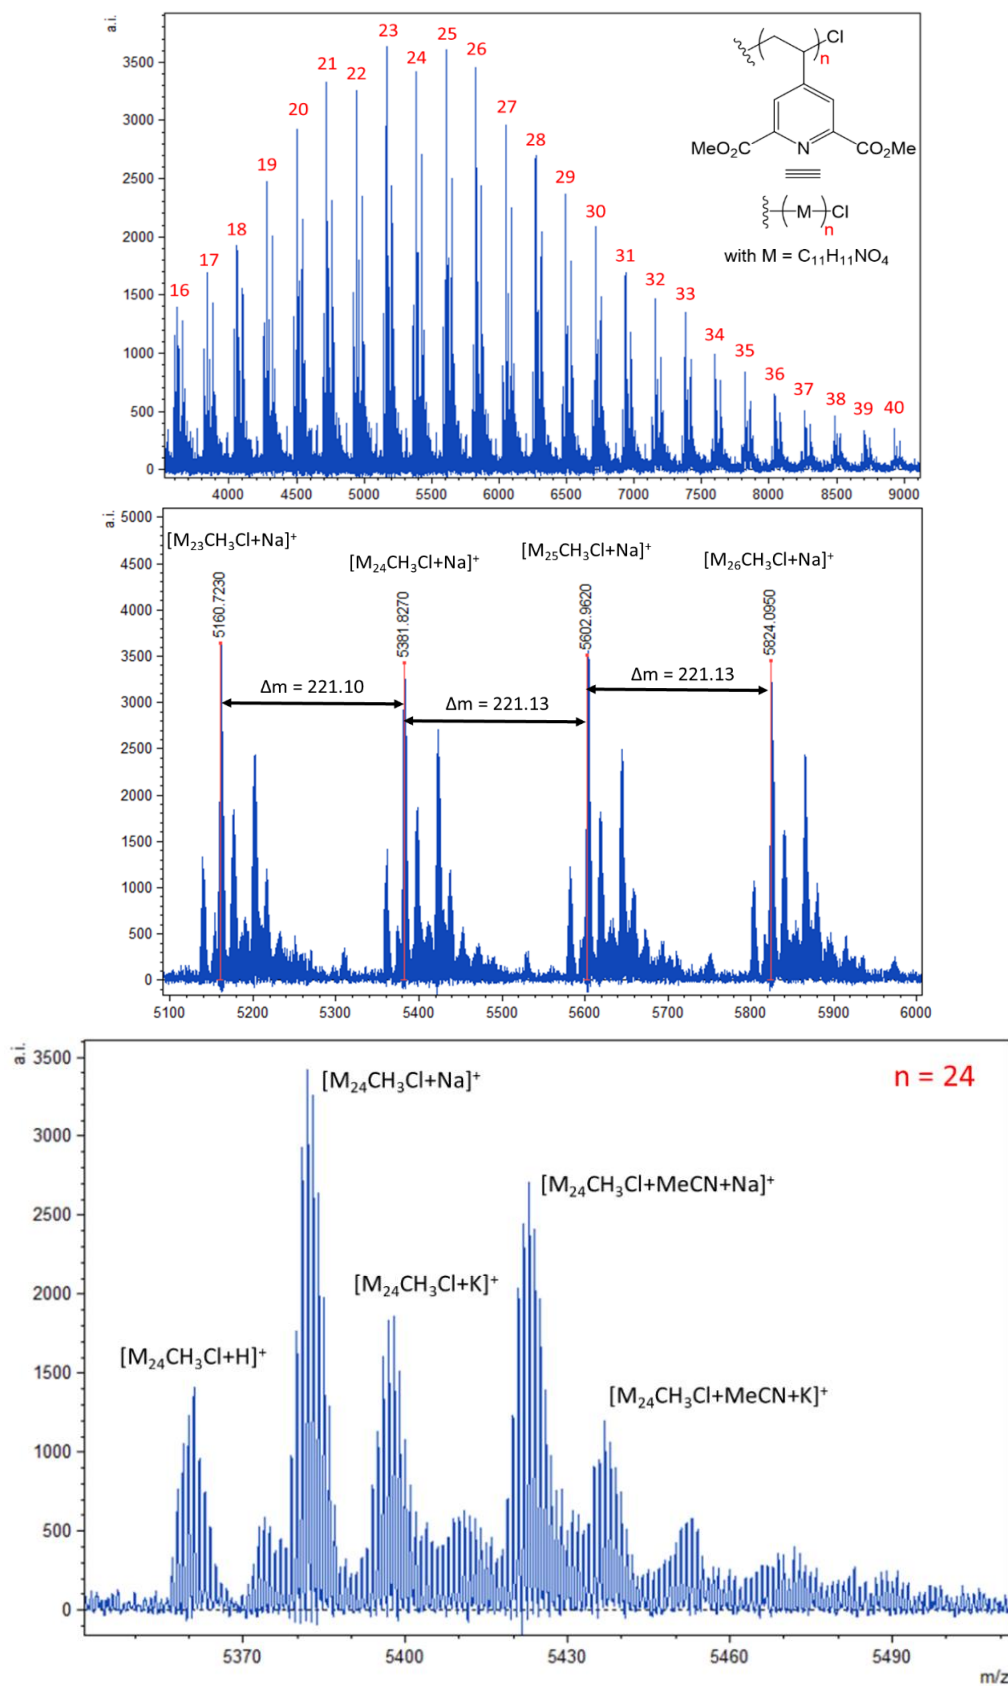 a.i.
3500
3000
2500
2000
1500
1000
500
0
16
17
18
19
20
21
22
23
24
25
26
27
28
29
30
31
32
33
34
35
36
37
38
39
40
4000 4500 5000 5500 6000 6500 7000 7500 8000 8500 9000
Cl
n
MeO₂C N CO₂Me
M Cl
n
with M = C₁₁H₁₁NO₄
a.i.
5000
4500
4000
3500
3000
2500
2000
1500
1000
500
0
[M₂₃CH₃Cl+Na]⁺
[M₂₄CH₃Cl+Na]⁺
[M₂₅CH₃Cl+Na]⁺
[M₂₆CH₃Cl+Na]⁺
5160.7230
5381.8270
5602.9620
5824.0950
Δm = 221.10
Δm = 221.13
Δm = 221.13
5100 5200 5300 5400 5500 5600 5700 5800 5900 6000
a.i.
3500
3000
2500
2000
1500
1000
500
0
n = 24
[M₂₄CH₃Cl+Na]⁺
[M₂₄CH₃Cl+MeCN+Na]⁺
[M₂₄CH₃Cl+K]⁺
[M₂₄CH₃Cl+H]⁺
[M₂₄CH₃Cl+MeCN+K]⁺
5370 5400 5430 5460 5490
m/z